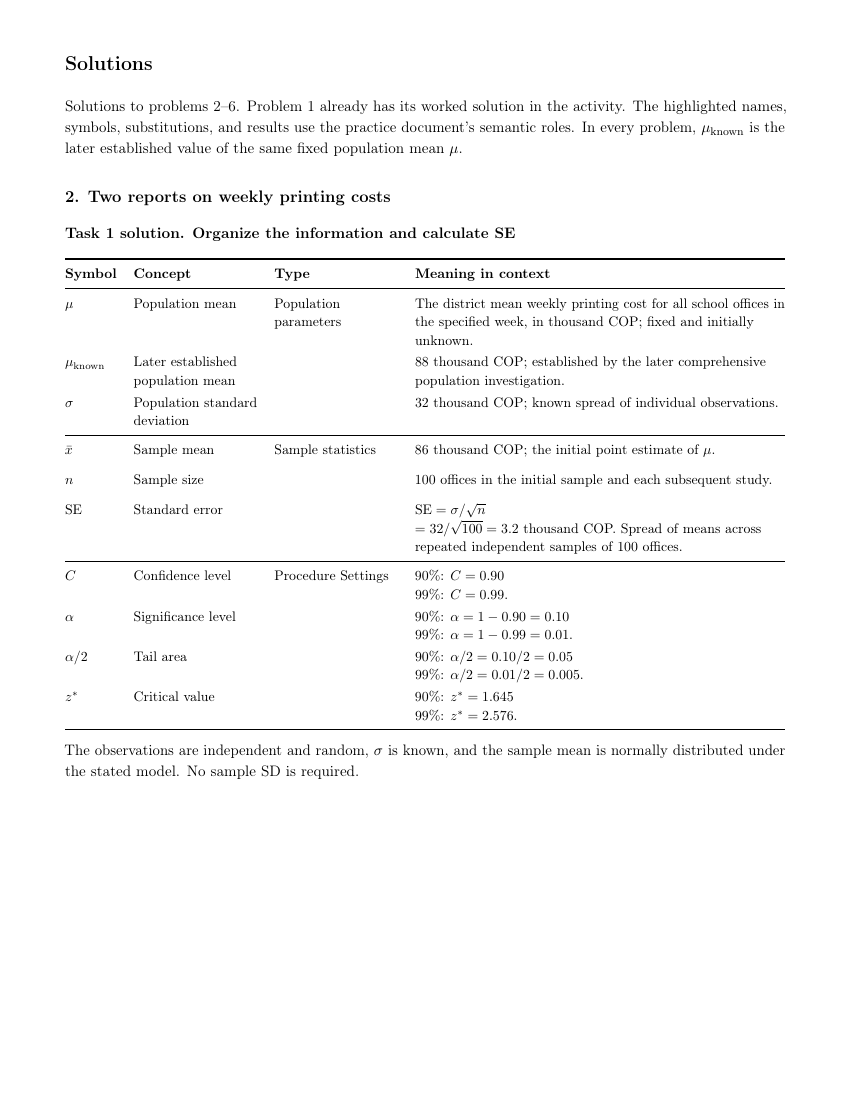 Solutions
Solutions to problems 2–6. Problem 1 already has its worked solution in the activity. The highlighted names,
symbols, substitutions, and results use the practice document's semantic roles. In every problem, μknown is the
later established value of the same fixed population mean μ.
2. Two reports on weekly printing costs
Task 1 solution. Organize the information and calculate SE
Symbol Concept Type Meaning in context
μ Population mean Population parameters The district mean weekly printing cost for all school offices in
the specified week, in thousand COP; fixed and initially
unknown.
μknown Later established population mean 88 thousand COP; established by the later comprehensive
population investigation.
σ Population standard deviation 32 thousand COP; known spread of individual observations.
x̄ Sample mean Sample statistics 86 thousand COP; the initial point estimate of μ.
n Sample size 100 offices in the initial sample and each subsequent study.
SE Standard error SE = σ/√n
= 32/√100 = 3.2 thousand COP. Spread of means across
repeated independent samples of 100 offices.
C Confidence level Procedure Settings 90%: C = 0.90
99%: C = 0.99.
α Significance level 90%: α = 1 − 0.90 = 0.10
99%: α = 1 − 0.99 = 0.01.
α/2 Tail area 90%: α/2 = 0.10/2 = 0.05
99%: α/2 = 0.01/2 = 0.005.
z* Critical value 90%: z* = 1.645
99%: z* = 2.576.
The observations are independent and random, σ is known, and the sample mean is normally distributed under
the stated model. No sample SD is required.